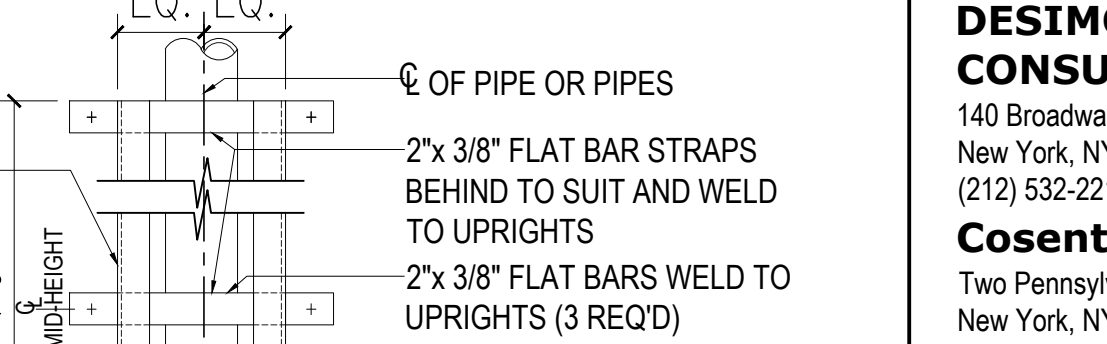 EQ. EQ.
℄ OF PIPE OR PIPES
2"x 3/8" FLAT BAR STRAPS
BEHIND TO SUIT AND WELD
TO UPRIGHTS
2"x 3/8" FLAT BARS WELD TO
UPRIGHTS (3 REQ'D)
℄
MID-HEIGHT
CONSU
140 Broadwa
New York, NY
(212) 532-22
Cosent
Two Pennsylv
New York, NY